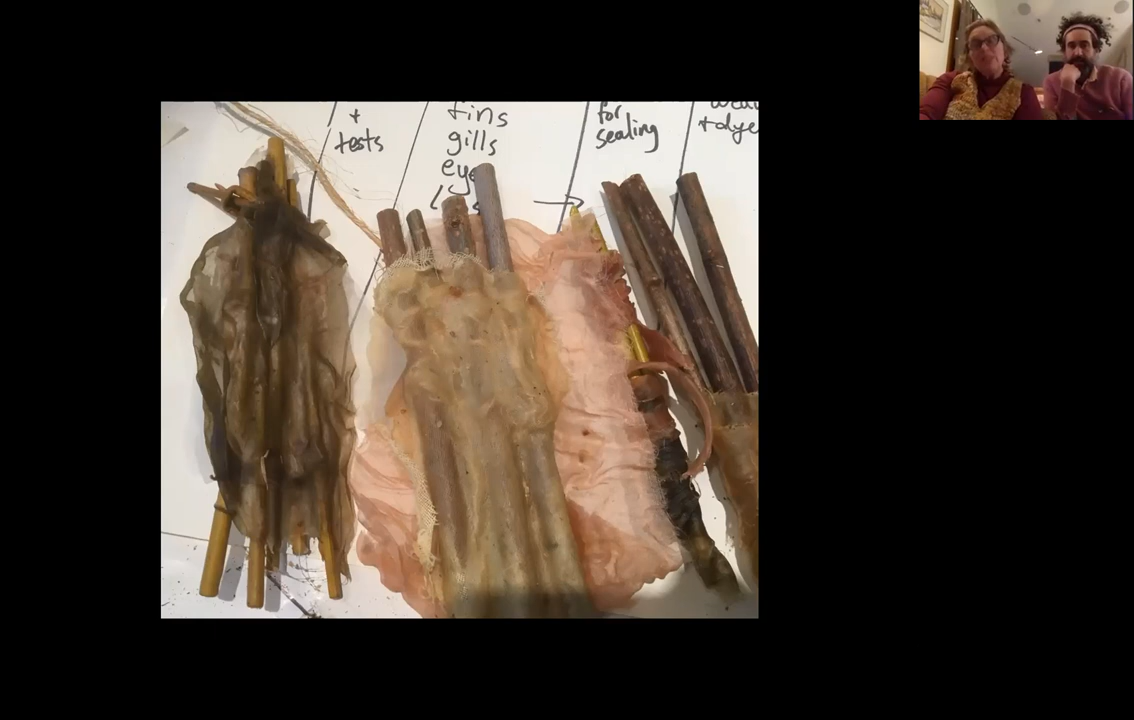 +
tests
fins
gills
for
sealing
+dye